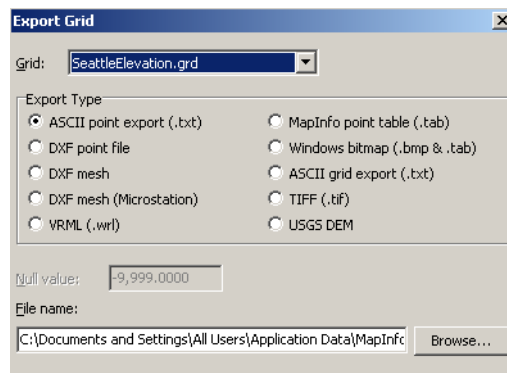 Export Grid
Grid: SeattleElevation.grd
Export Type
ASCII point export (.txt)
MapInfo point table (.tab)
DXF point file
Windows bitmap (.bmp & .tab)
DXF mesh
ASCII grid export (.txt)
DXF mesh (Microstation)
TIFF (.tif)
VRML (.wrl)
USGS DEM
Null value: -9,999.0000
File name:
C:\Documents and Settings\All Users\Application Data\MapInfo
Browse...